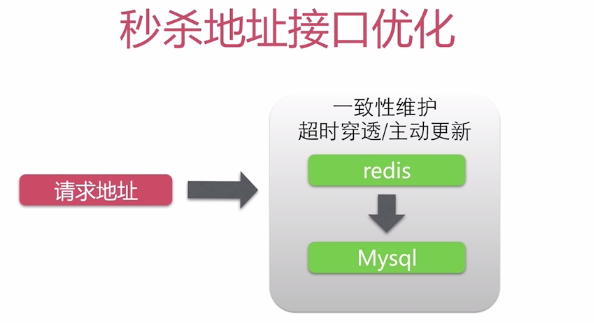 秒杀地址接口优化
一致性维护
超时穿透/主动更新
请求地址
redis
Mysql